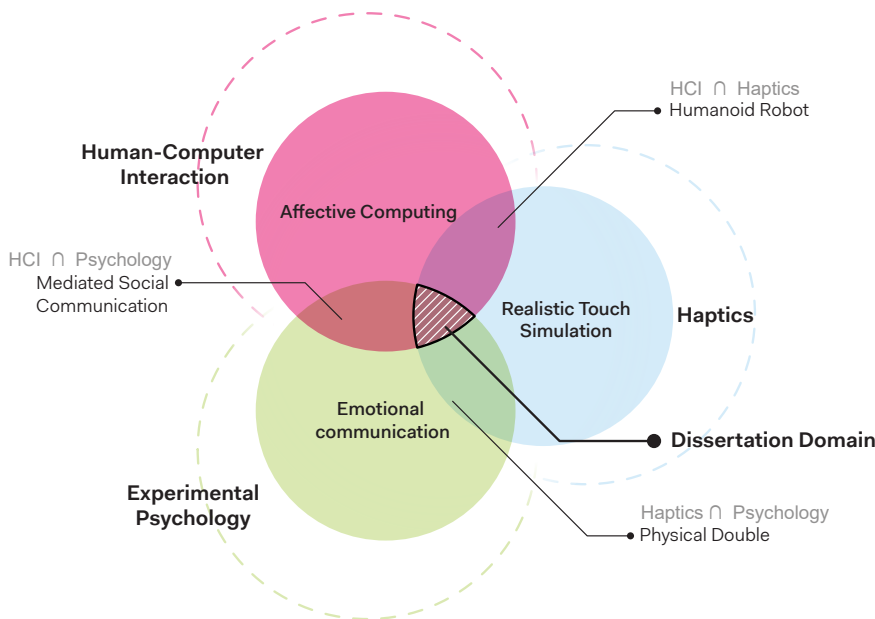 HCI ∩ Haptics
Humanoid Robot
Human-Computer
Interaction
Affective Computing
HCI ∩ Psychology
Mediated Social
Communication
Realistic Touch
Simulation
Haptics
Emotional
communication
Dissertation Domain
Experimental
Psychology
Haptics ∩ Psychology
Physical Double